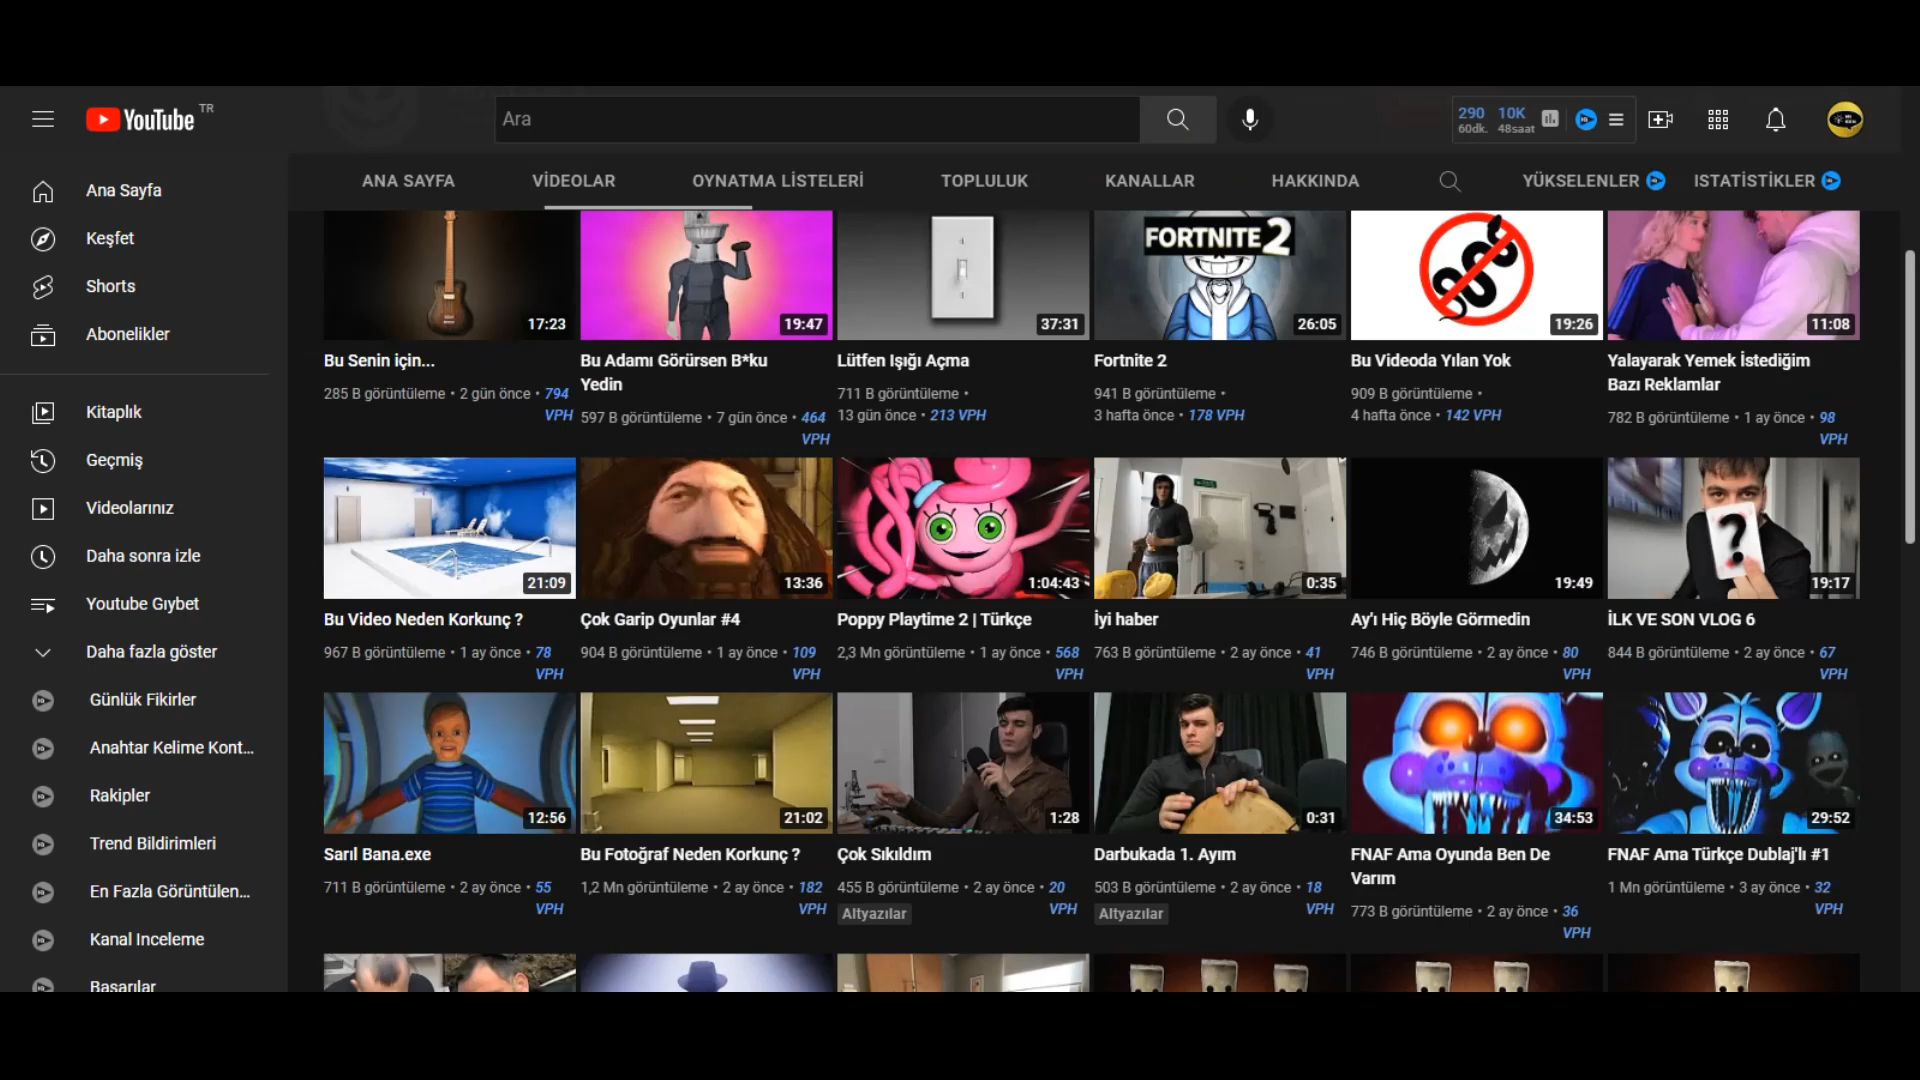 YouTube TR
Ara
290 10K
60dk. 48saat
Ana Sayfa
Keşfet
Shorts
Abonelikler
Kitaplık
Geçmiş
Videolarınız
Daha sonra izle
Youtube Gıybet
Daha fazla göster
Günlük Fikirler
Anahtar Kelime Kont...
Rakipler
Trend Bildirimleri
En Fazla Görüntülen...
Kanal Inceleme
Başarılar
ANA SAYFA VİDEOLAR OYNATMA LİSTELERİ TOPLULUK KANALLAR HAKKINDA YÜKSELENLER ISTATİSTİKLER
17:23
Bu Senin için...
285 B görüntüleme • 2 gün önce • 794
VPH
19:47
Bu Adamı Görürsen B*ku
Yedin
597 B görüntüleme • 7 gün önce • 464
VPH
37:31
Lütfen Işığı Açma
711 B görüntüleme •
13 gün önce • 213 VPH
FORTNITE 2
26:05
Fortnite 2
941 B görüntüleme •
3 hafta önce • 178 VPH
19:26
Bu Videoda Yılan Yok
909 B görüntüleme •
4 hafta önce • 142 VPH
11:08
Yalayarak Yemek İstediğim
Bazı Reklamlar
782 B görüntüleme • 1 ay önce • 98
VPH
21:09
Bu Video Neden Korkunç ?
967 B görüntüleme • 1 ay önce • 78
VPH
13:36
Çok Garip Oyunlar #4
904 B görüntüleme • 1 ay önce • 109
VPH
1:04:43
Poppy Playtime 2 | Türkçe
2,3 Mn görüntüleme • 1 ay önce • 568
VPH
0:35
İyi haber
763 B görüntüleme • 2 ay önce • 41
VPH
19:49
Ay'ı Hiç Böyle Görmedin
746 B görüntüleme • 2 ay önce • 80
VPH
?
19:17
İLK VE SON VLOG 6
844 B görüntüleme • 2 ay önce • 67
VPH
12:56
Sarıl Bana.exe
711 B görüntüleme • 2 ay önce • 55
VPH
21:02
Bu Fotoğraf Neden Korkunç ?
1,2 Mn görüntüleme • 2 ay önce • 182
VPH
1:28
Çok Sıkıldım
455 B görüntüleme • 2 ay önce • 20
VPH
Altyazılar
0:31
Darbukada 1. Ayım
503 B görüntüleme • 2 ay önce • 18
VPH
Altyazılar
34:53
FNAF Ama Oyunda Ben De
Varım
773 B görüntüleme • 2 ay önce • 36
VPH
29:52
FNAF Ama Türkçe Dublaj'lı #1
1 Mn görüntüleme • 3 ay önce • 32
VPH